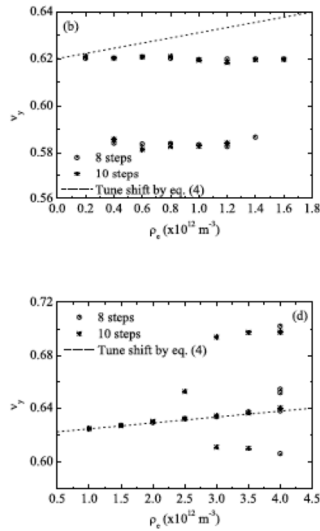 (b)
0.64
0.62
0.60
0.58
0.56
ν_y
8 steps
10 steps
Tune shift by eq. (4)
0.0 0.2 0.4 0.6 0.8 1.0 1.2 1.4 1.6 1.8
ρ_e (x10^12 m^-3)
(d)
0.72
0.68
0.64
0.60
ν_y
8 steps
10 steps
Tune shift by eq. (4)
0.5 1.0 1.5 2.0 2.5 3.0 3.5 4.0 4.5
ρ_e (x10^12 m^-3)